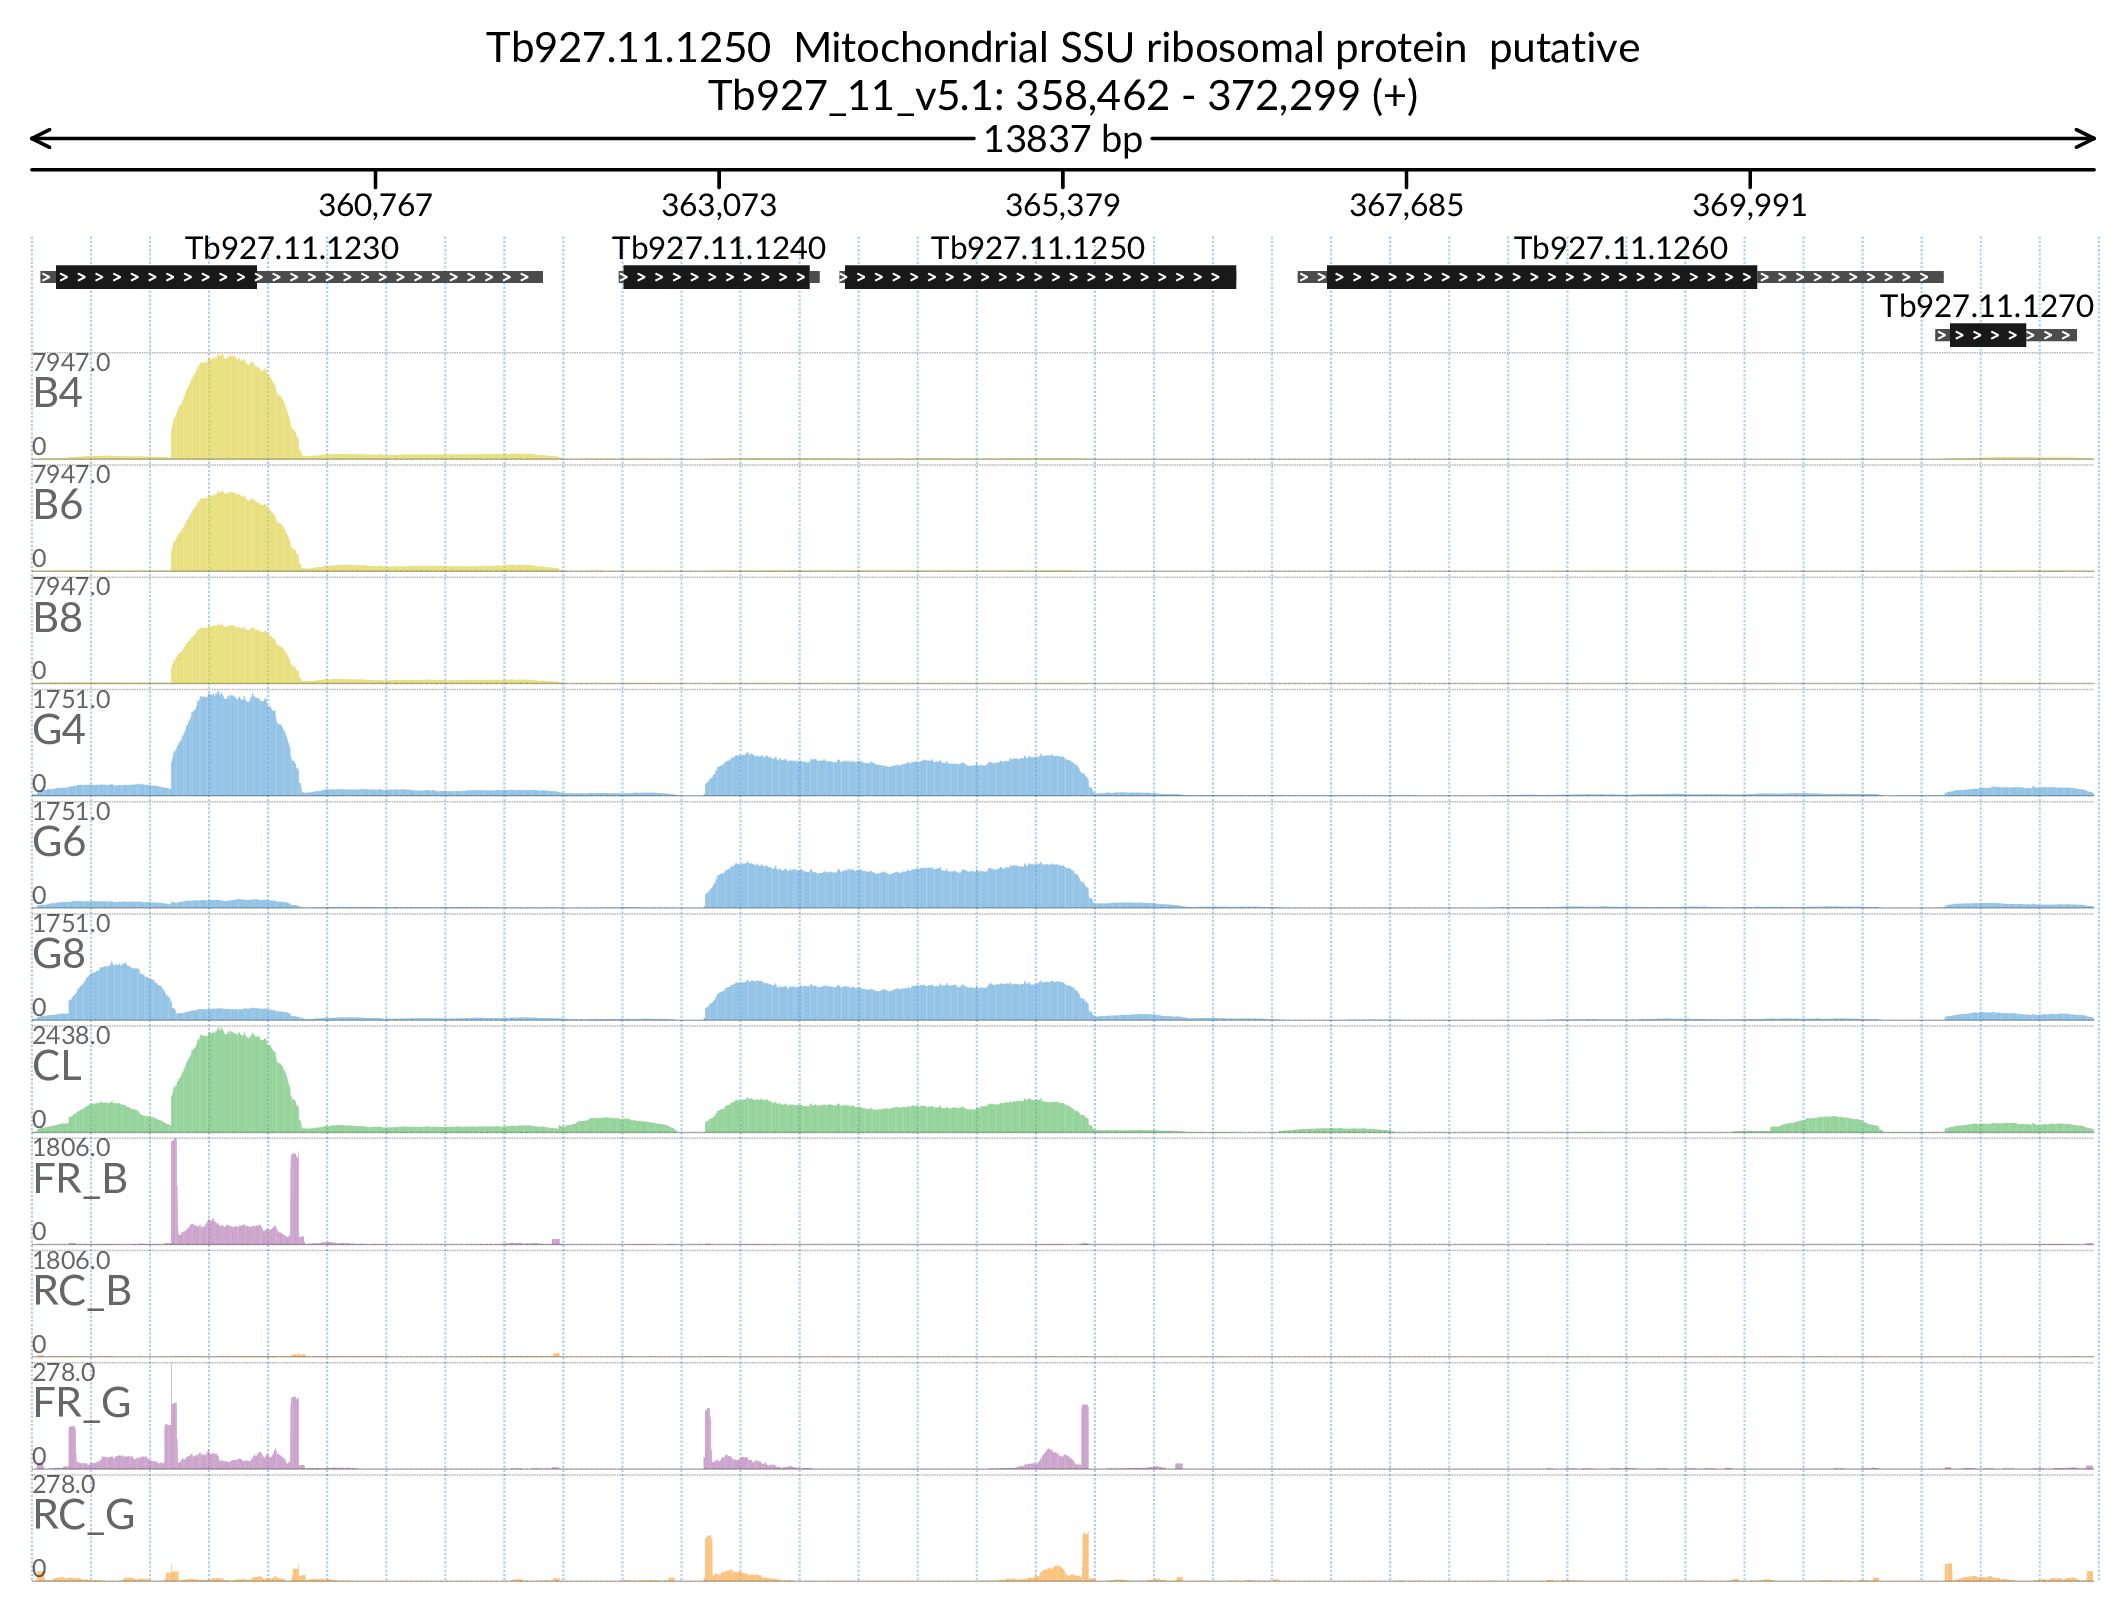 Tb927.11.1250  Mitochondrial SSU ribosomal protein  putative
Tb927_11_v5.1: 358,462 - 372,299 (+)
13837 bp
360,767 363,073 365,379 367,685 369,991
Tb927.11.1230 Tb927.11.1240 Tb927.11.1250 Tb927.11.1260
Tb927.11.1270
7947.0
B4
0
7947.0
B6
0
7947.0
B8
0
1751.0
G4
0
1751.0
G6
0
1751.0
G8
0
2438.0
CL
0
1806.0
FR_B
0
1806.0
RC_B
0
278.0
FR_G
0
278.0
RC_G
0